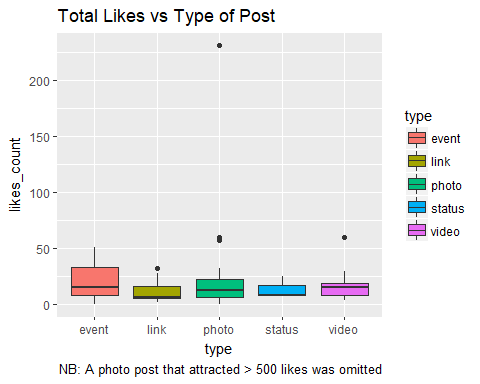 Total Likes vs Type of Post
likes_count
200
150
100
50
0
event link photo status video
type
type
event
link
photo
status
video
NB: A photo post that attracted > 500 likes was omitted